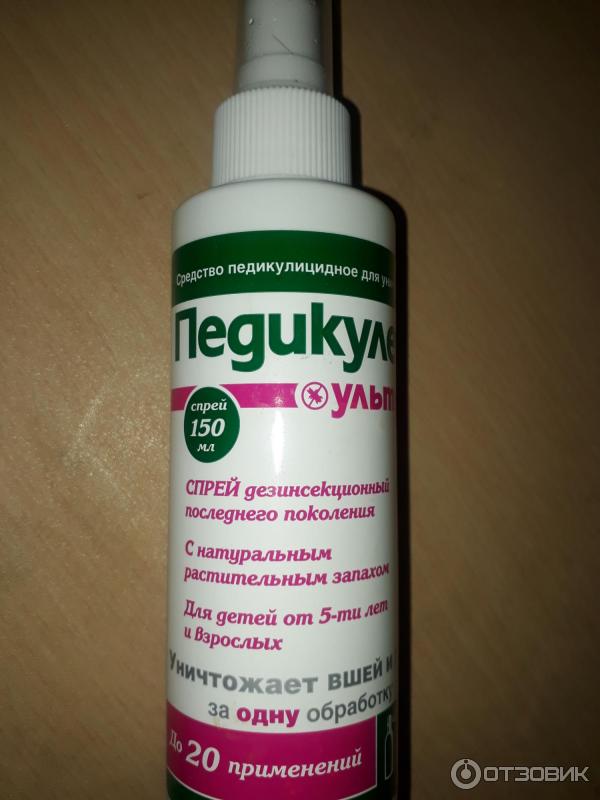 Средство педикулицидное для уни
Педикуле
ульт
спрей
150
мл
СПРЕЙ дезинсекционный
последнего поколения
С натуральным
растительным запахом
Для детей от 5-ти лет
и взрослых
Уничтожает ВШЕЙ и
за одну обработку
До 20 применений
ОТЗОВИК